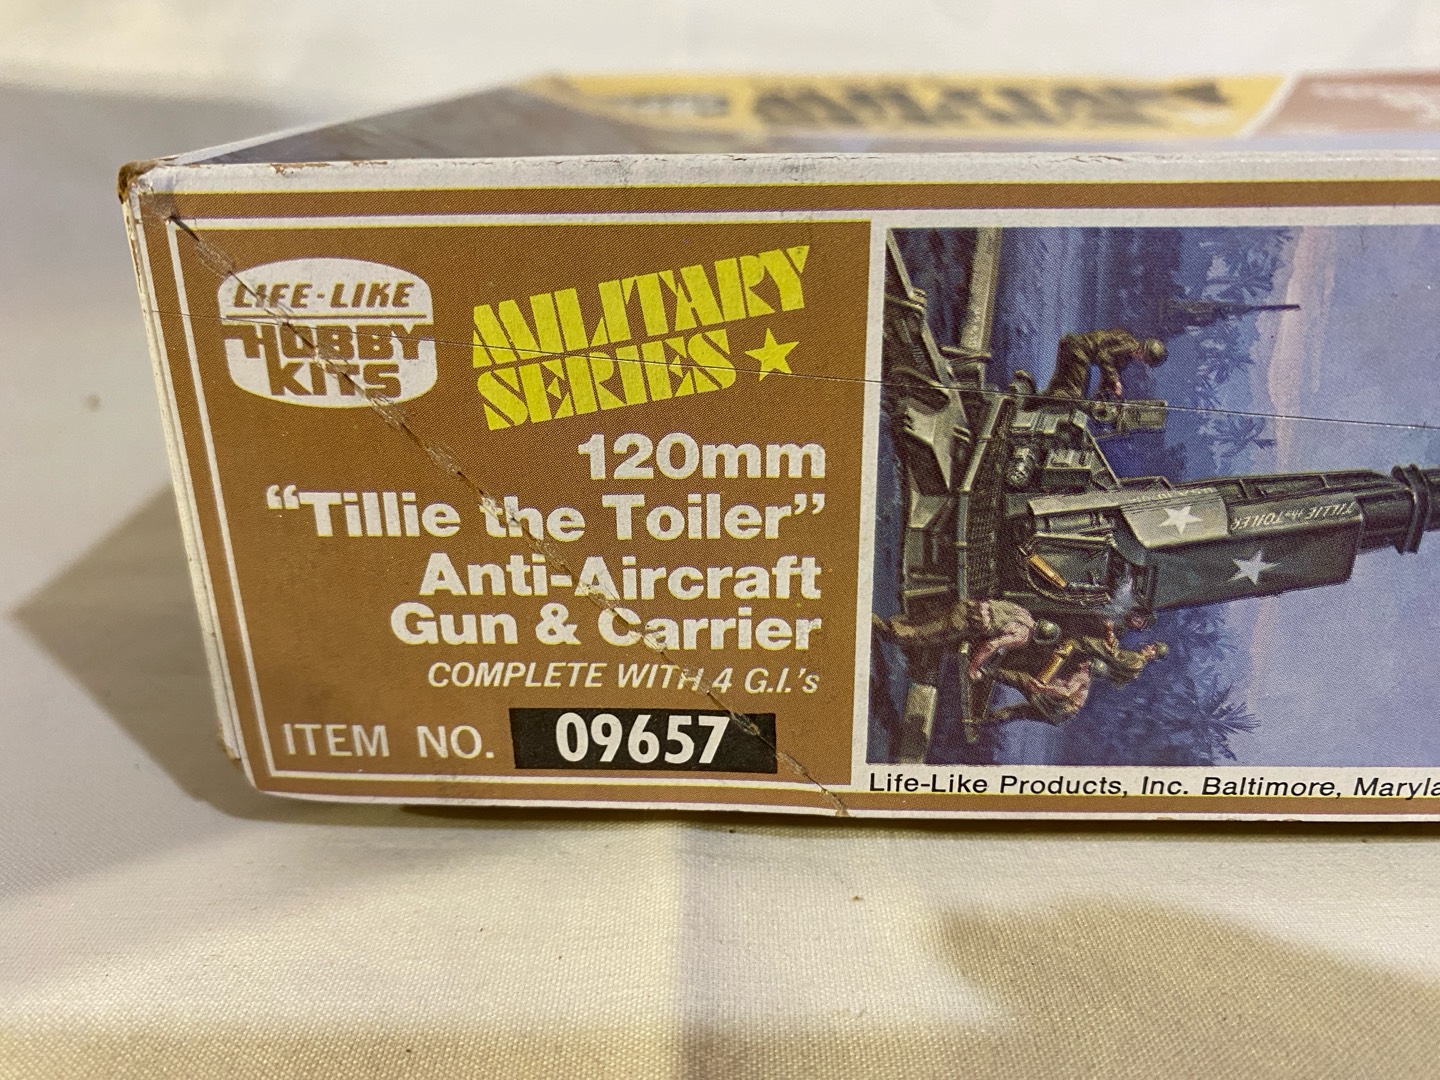 LIFE-LIKE
HOBBY
KITS
MILITARY
SERIES
120mm
“Tillie the Toiler”
Anti-Aircraft
Gun & Carrier
COMPLETE WITH 4 G.I.'s
ITEM NO. 09657
TILLIE the TOILER
Life-Like Products, Inc. Baltimore,